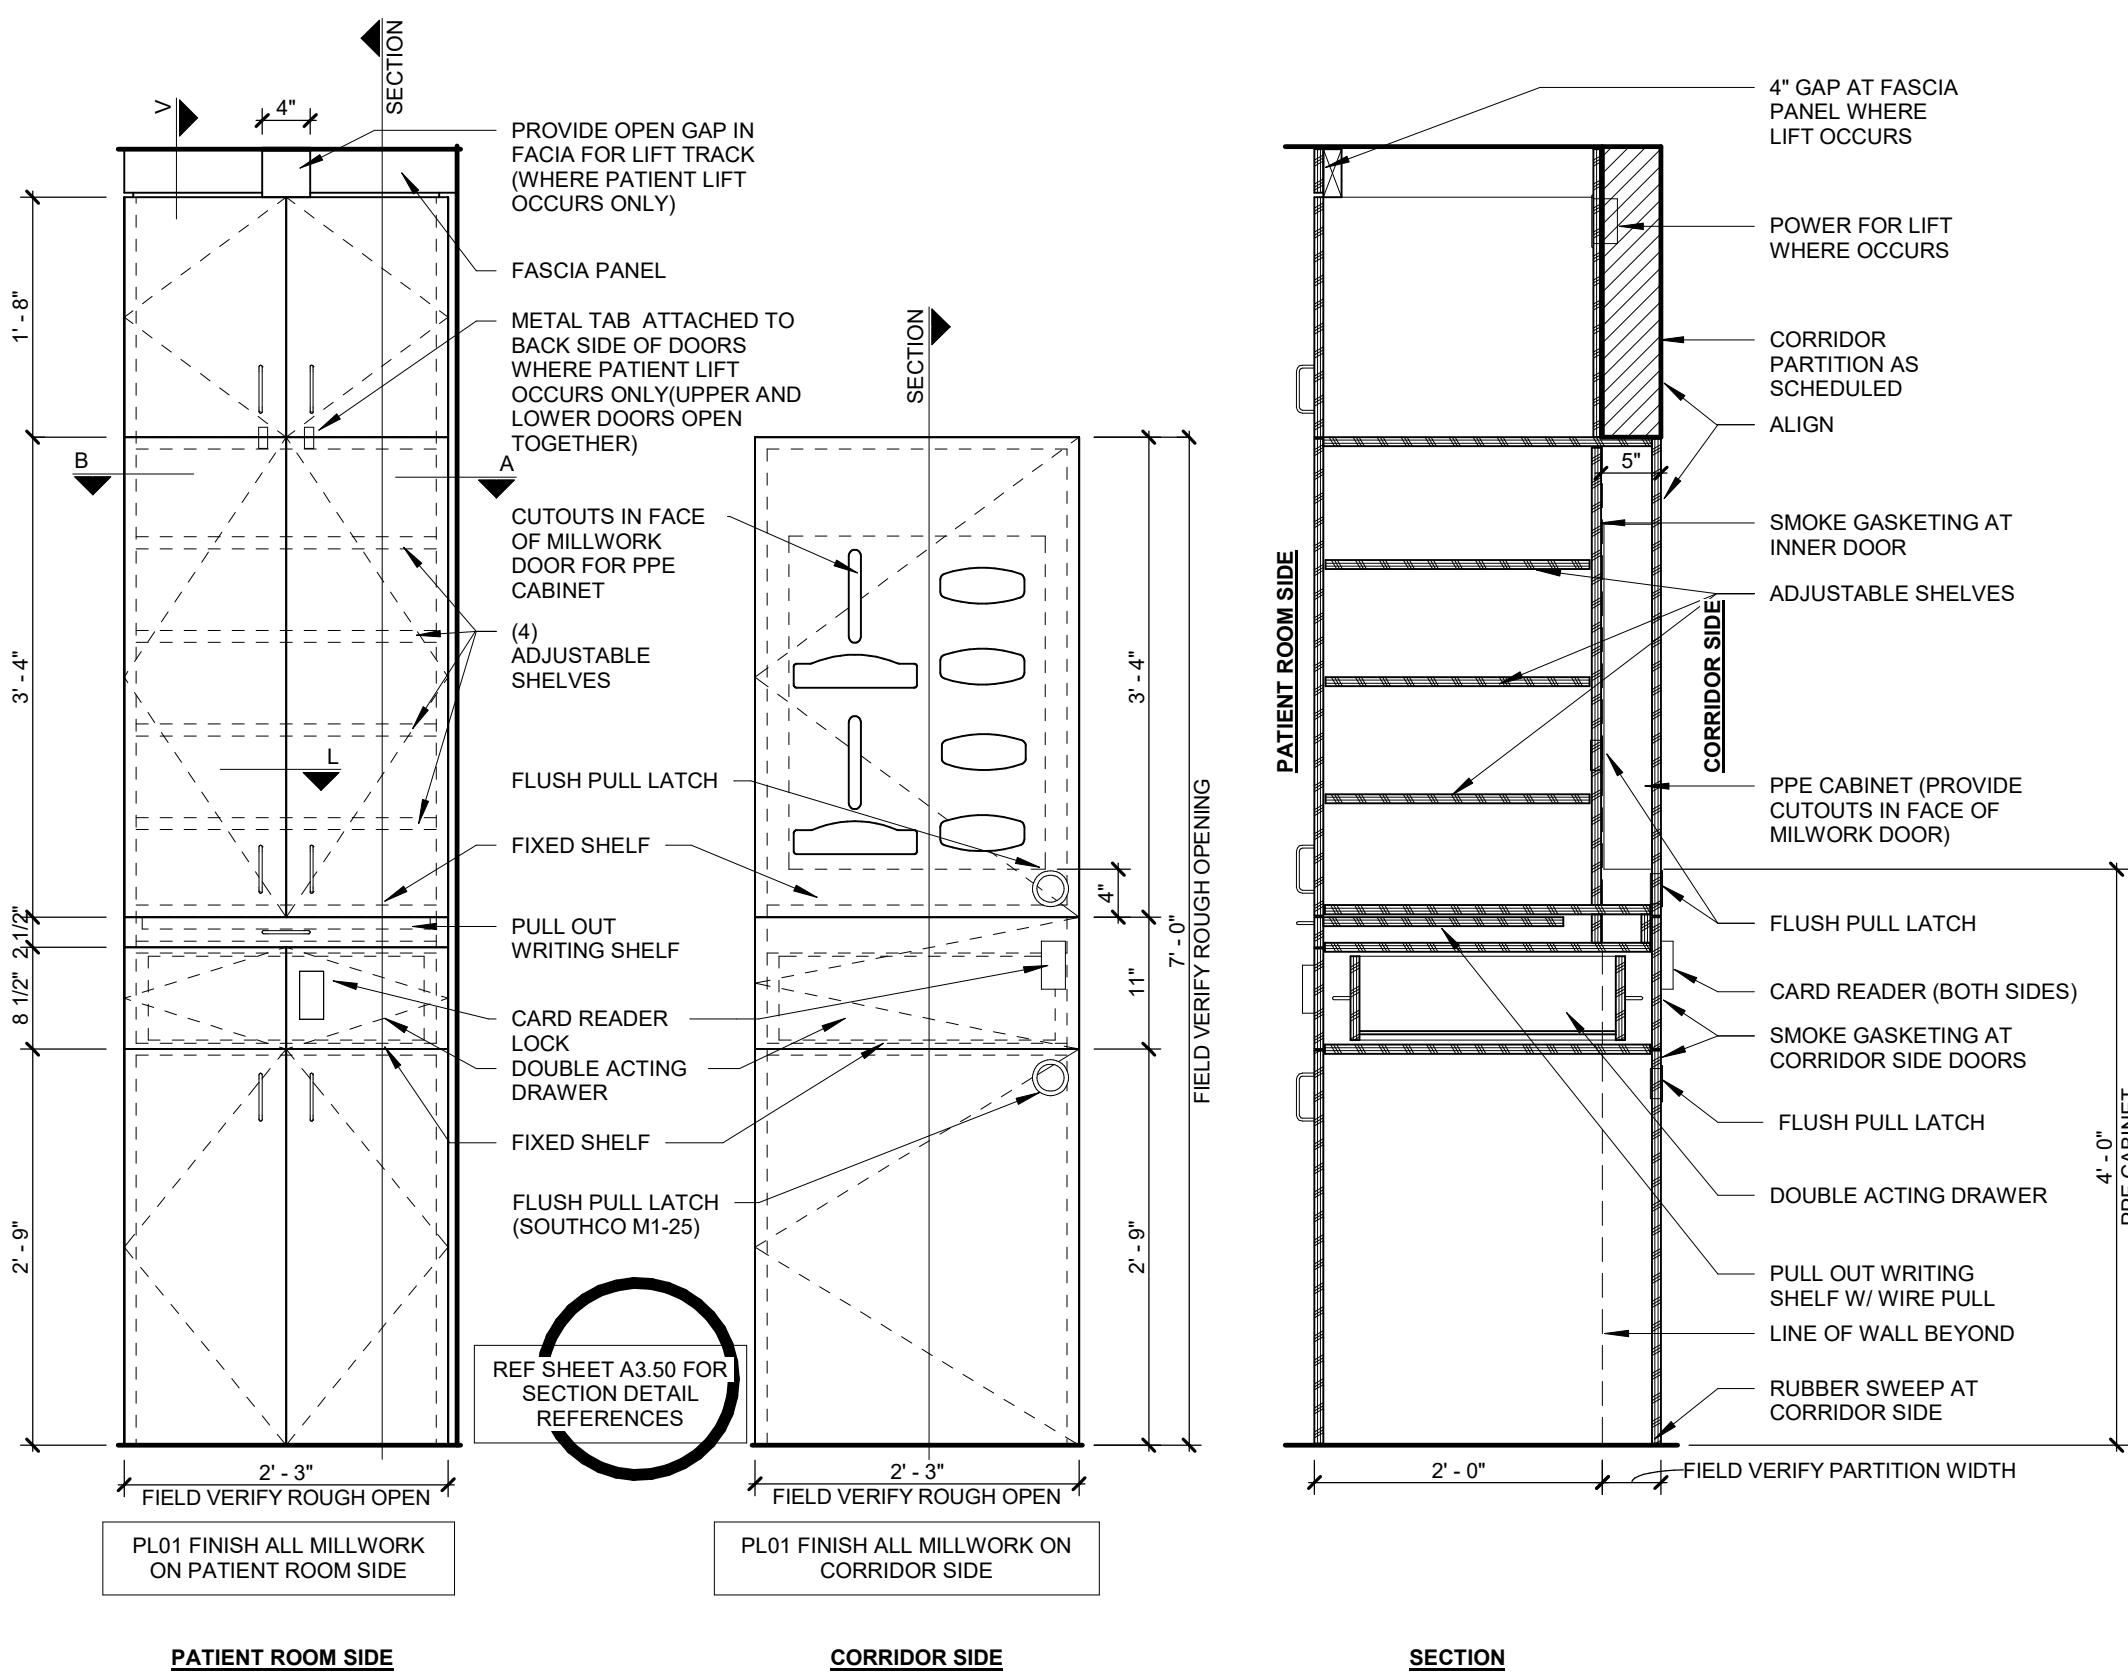 SECTION
V
4"
PROVIDE OPEN GAP IN
FACIA FOR LIFT TRACK
(WHERE PATIENT LIFT
OCCURS ONLY)
FASCIA PANEL
METAL TAB ATTACHED TO
BACK SIDE OF DOORS
WHERE PATIENT LIFT
OCCURS ONLY(UPPER AND
LOWER DOORS OPEN
TOGETHER)
B
A
L
1' - 8"
3' - 4"
2 1/2"
8 1/2"
2' - 9"
CUTOUTS IN FACE
OF MILLWORK
DOOR FOR PPE
CABINET
(4)
ADJUSTABLE
SHELVES
FLUSH PULL LATCH
FIXED SHELF
PULL OUT
WRITING SHELF
CARD READER
LOCK
DOUBLE ACTING
DRAWER
FIXED SHELF
FLUSH PULL LATCH
(SOUTHCO M1-25)
REF SHEET A3.50 FOR
SECTION DETAIL
REFERENCES
2' - 3"
FIELD VERIFY ROUGH OPEN
PL01 FINISH ALL MILLWORK
ON PATIENT ROOM SIDE
PATIENT ROOM SIDE
SECTION
3' - 4"
4"
11"
2' - 9"
7' - 0"
FIELD VERIFY ROUGH OPENING
2' - 3"
FIELD VERIFY ROUGH OPEN
PL01 FINISH ALL MILLWORK ON
CORRIDOR SIDE
CORRIDOR SIDE
4" GAP AT FASCIA
PANEL WHERE
LIFT OCCURS
POWER FOR LIFT
WHERE OCCURS
CORRIDOR
PARTITION AS
SCHEDULED
ALIGN
5"
SMOKE GASKETING AT
INNER DOOR
ADJUSTABLE SHELVES
PATIENT ROOM SIDE
CORRIDOR SIDE
PPE CABINET (PROVIDE
CUTOUTS IN FACE OF
MILWORK DOOR)
FLUSH PULL LATCH
CARD READER (BOTH SIDES)
SMOKE GASKETING AT
CORRIDOR SIDE DOORS
FLUSH PULL LATCH
DOUBLE ACTING DRAWER
PULL OUT WRITING
SHELF W/ WIRE PULL
LINE OF WALL BEYOND
RUBBER SWEEP AT
CORRIDOR SIDE
4' - 0"
PPE CABINET
2' - 0"
FIELD VERIFY PARTITION WIDTH
SECTION